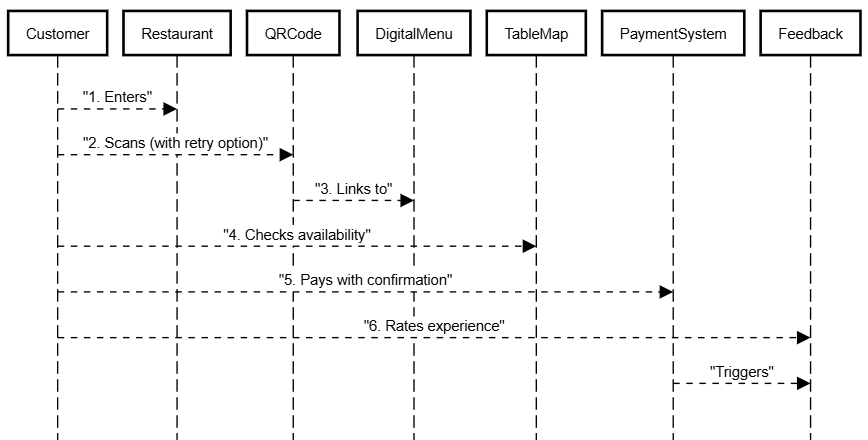 Customer
Restaurant
QRCode
DigitalMenu
TableMap
PaymentSystem
Feedback
"1. Enters"
"2. Scans (with retry option)"
"3. Links to"
"4. Checks availability"
"5. Pays with confirmation"
"6. Rates experience"
"Triggers"